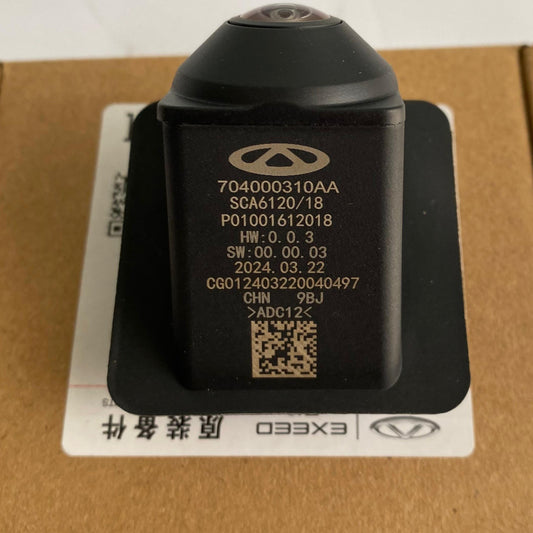 704000310AA
SCA6120/18
P01001612018
HW:0.0.3
SW:00.00.03
2024.03.22
CG012403220040497
CHN 9BJ
>ADC12<
EXEED
原装备件